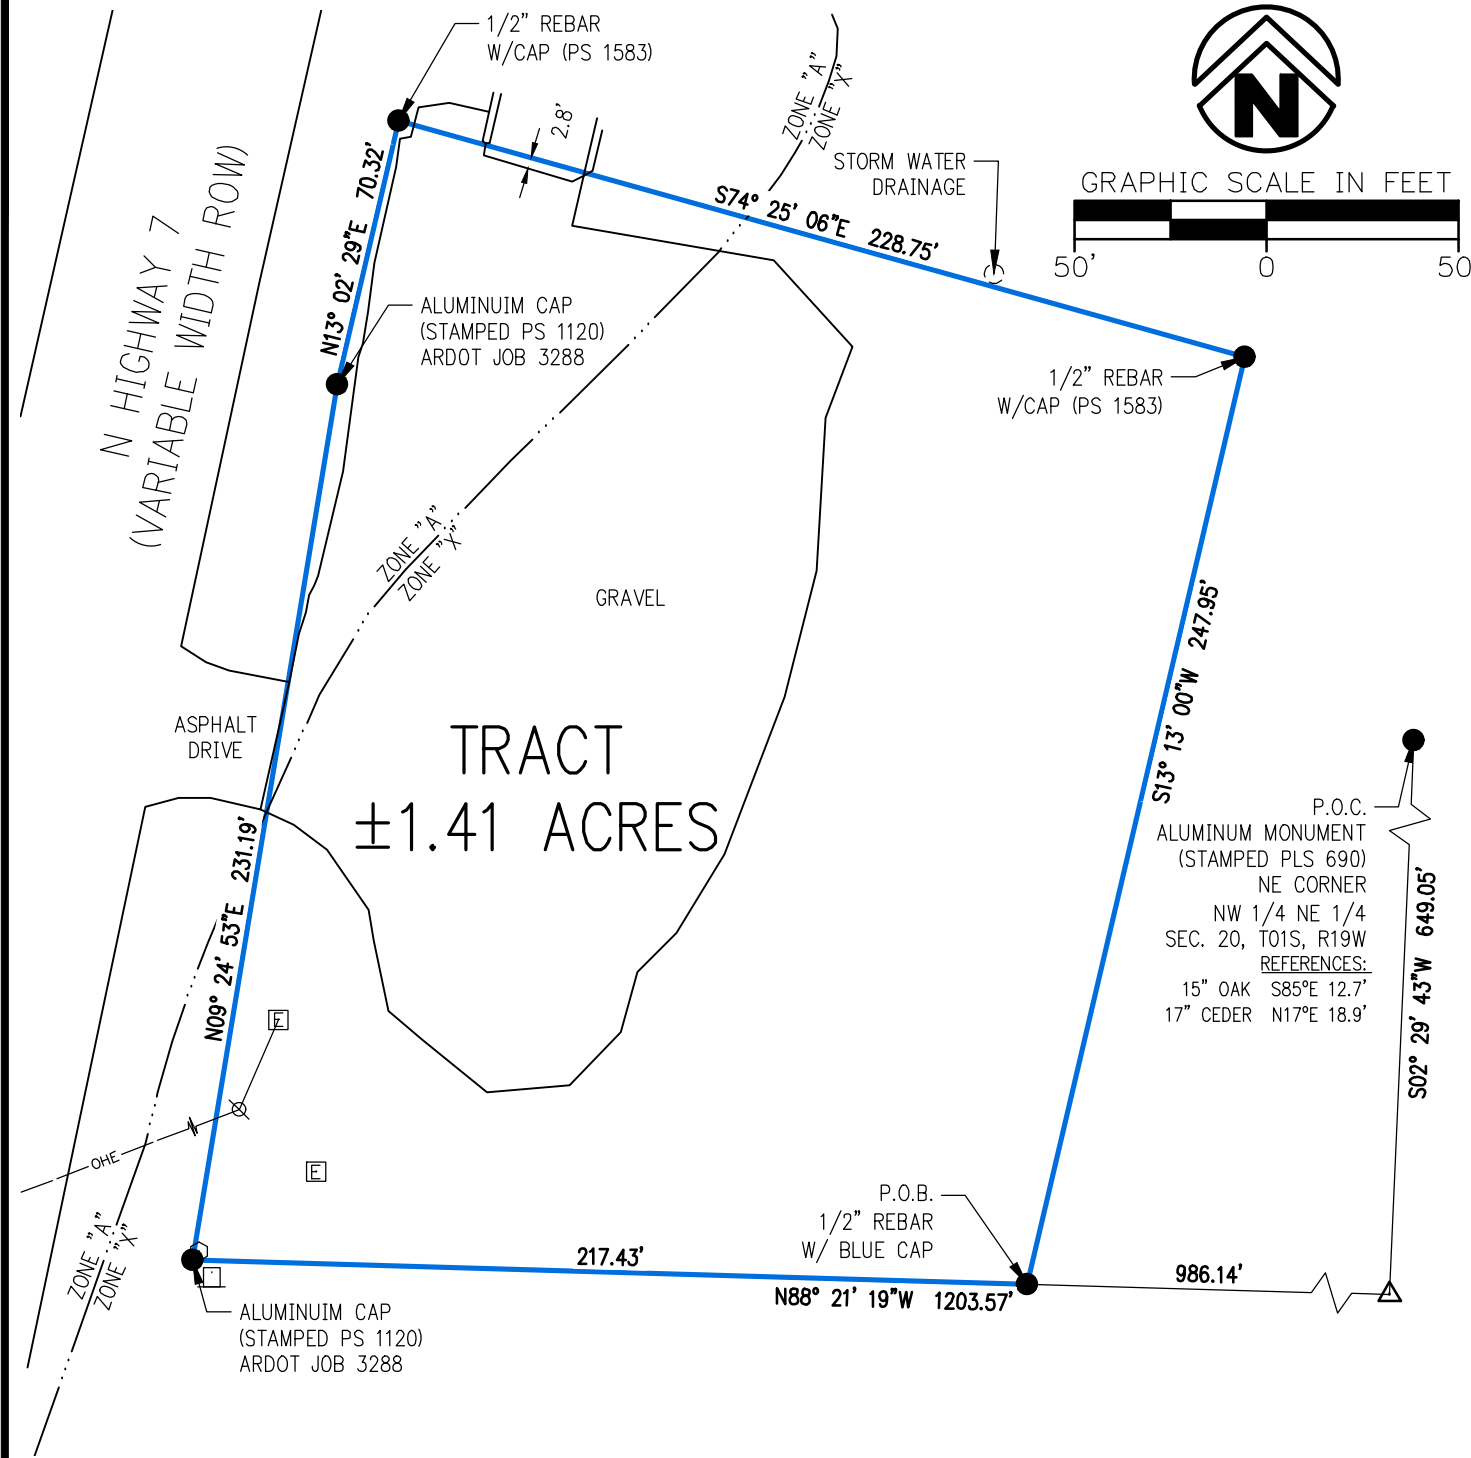 1/2" REBAR
W/CAP (PS 1583)
N
GRAPHIC SCALE IN FEET
50' 0 50
2.8'
ZONE "A"
ZONE "X"
STORM WATER
DRAINAGE
N HIGHWAY 7
(VARIABLE WIDTH ROW)
N13° 02' 29"E 70.32'
S74° 25' 06"E 228.75'
ALUMINUIM CAP
(STAMPED PS 1120)
ARDOT JOB 3288
1/2" REBAR
W/CAP (PS 1583)
ZONE "A"
ZONE "X"
GRAVEL
S13° 13' 00"W 247.95'
ASPHALT
DRIVE
TRACT
±1.41 ACRES
P.O.C.
ALUMINUM MONUMENT
(STAMPED PLS 690)
NE CORNER
NW 1/4 NE 1/4
SEC. 20, T01S, R19W
REFERENCES:
15" OAK S85°E 12.7'
17" CEDER N17°E 18.9'
S02° 29' 43"W 649.05'
N09° 24' 53"E 231.19'
E
OHE
E
ZONE "A"
ZONE "X"
P.O.B.
1/2" REBAR
W/ BLUE CAP
217.43'
986.14'
N88° 21' 19"W 1203.57'
ALUMINUIM CAP
(STAMPED PS 1120)
ARDOT JOB 3288